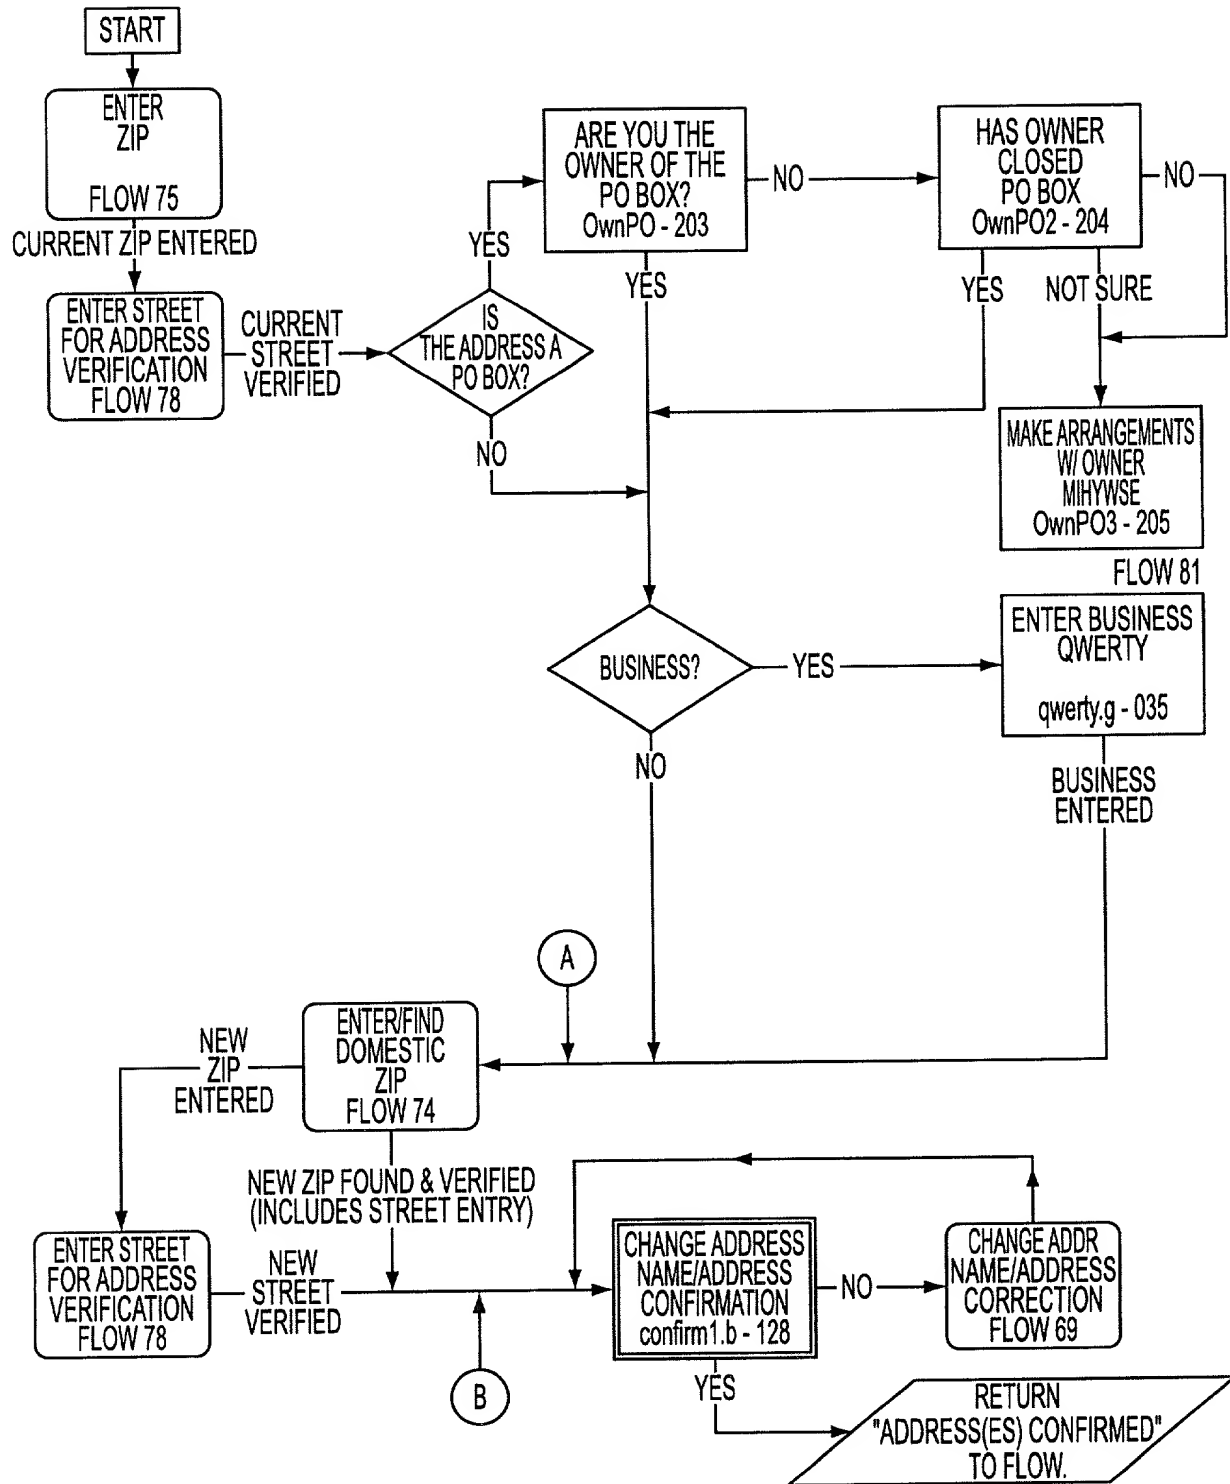 START
ENTER
ZIP
FLOW 75
CURRENT ZIP ENTERED
ENTER STREET
FOR ADDRESS
VERIFICATION
FLOW 78
CURRENT
STREET
VERIFIED
IS
THE ADDRESS A
PO BOX?
YES
NO
ARE YOU THE
OWNER OF THE
PO BOX?
OwnPO - 203
NO
YES
HAS OWNER
CLOSED
PO BOX
OwnPO2 - 204
NO
YES
NOT SURE
MAKE ARRANGEMENTS
W/ OWNER
MIHYWSE
OwnPO3 - 205
FLOW 81
BUSINESS?
YES
NO
ENTER BUSINESS
QWERTY
qwerty.g - 035
BUSINESS
ENTERED
A
ENTER/FIND
DOMESTIC
ZIP
FLOW 74
NEW
ZIP
ENTERED
NEW ZIP FOUND & VERIFIED
(INCLUDES STREET ENTRY)
ENTER STREET
FOR ADDRESS
VERIFICATION
FLOW 78
NEW
STREET
VERIFIED
B
CHANGE ADDRESS
NAME/ADDRESS
CONFIRMATION
confirm1.b - 128
NO
CHANGE ADDR
NAME/ADDRESS
CORRECTION
FLOW 69
YES
RETURN
"ADDRESS(ES) CONFIRMED"
TO FLOW.